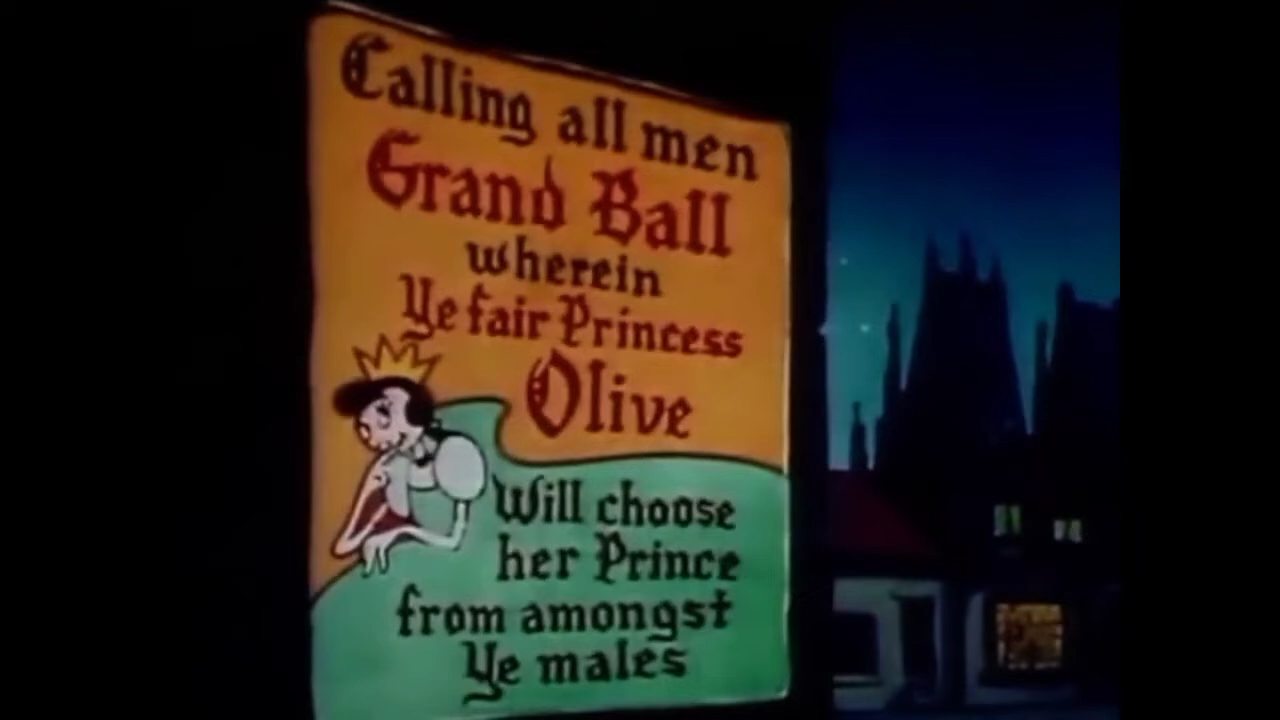 Calling all men
Grand Ball
wherein
Ye fair Princess
Olive
Will choose
her Prince
from amongst
Ye males